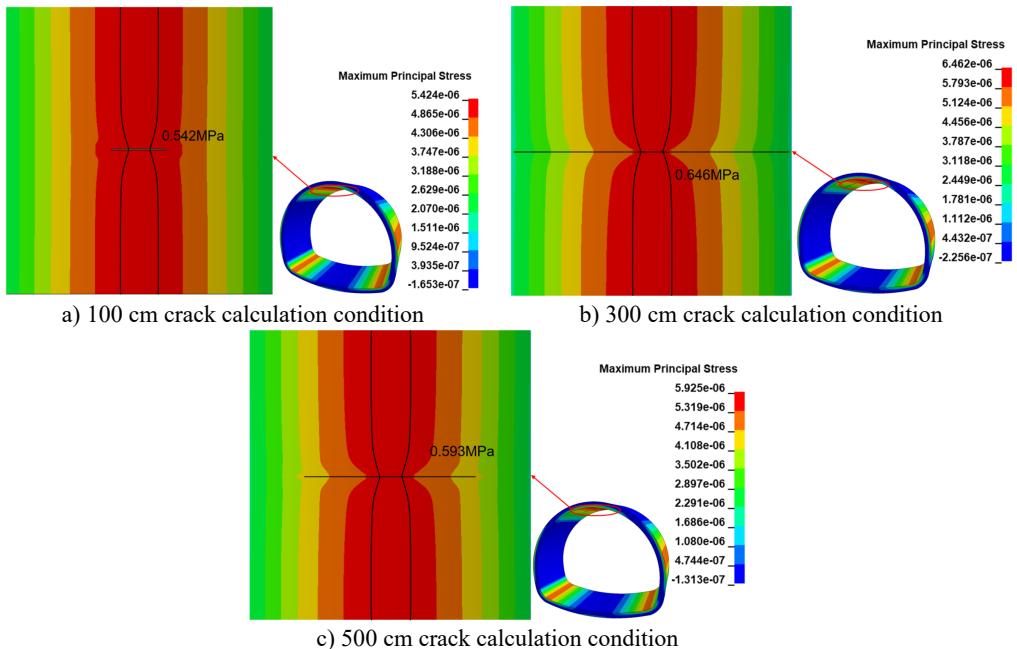 Maximum Principal Stress
5.424e-06
4.865e-06
4.306e-06
3.747e-06
3.188e-06
2.629e-06
2.070e-06
1.511e-06
9.524e-07
3.935e-07
-1.653e-07
0.542MPa
a) 100 cm crack calculation condition
Maximum Principal Stress
6.462e-06
5.793e-06
5.124e-06
4.456e-06
3.787e-06
3.118e-06
2.449e-06
1.781e-06
1.112e-06
4.432e-07
-2.256e-07
0.646MPa
b) 300 cm crack calculation condition
Maximum Principal Stress
5.925e-06
5.319e-06
4.714e-06
4.108e-06
3.502e-06
2.897e-06
2.291e-06
1.686e-06
1.080e-06
4.744e-07
-1.313e-07
0.593MPa
c) 500 cm crack calculation condition